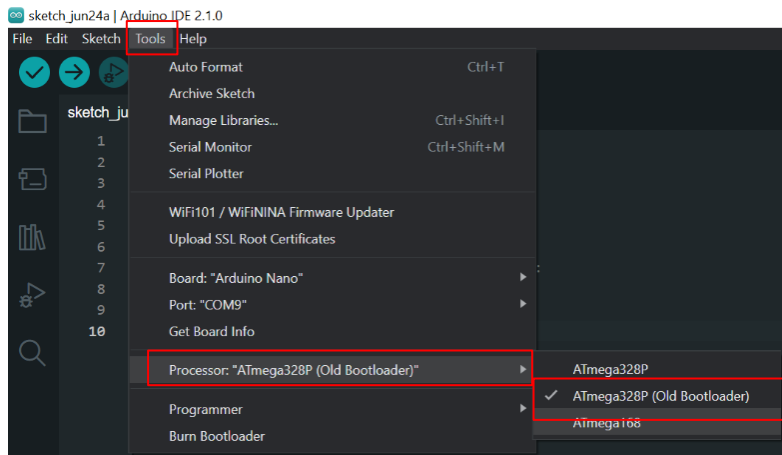 sketch_jun24a | Arduino IDE 2.1.0
File Edit Sketch Tools Help
sketch_ju
Auto Format Ctrl+T
Archive Sketch
Manage Libraries... Ctrl+Shift+I
Serial Monitor Ctrl+Shift+M
Serial Plotter
WiFi101 / WiFiNINA Firmware Updater
Upload SSL Root Certificates
Board: "Arduino Nano"
Port: "COM9"
Get Board Info
Processor: "ATmega328P (Old Bootloader)"
Programmer
Burn Bootloader
1
2
3
4
5
6
7
8
9
10
ATmega328P
ATmega328P (Old Bootloader)
ATmega168